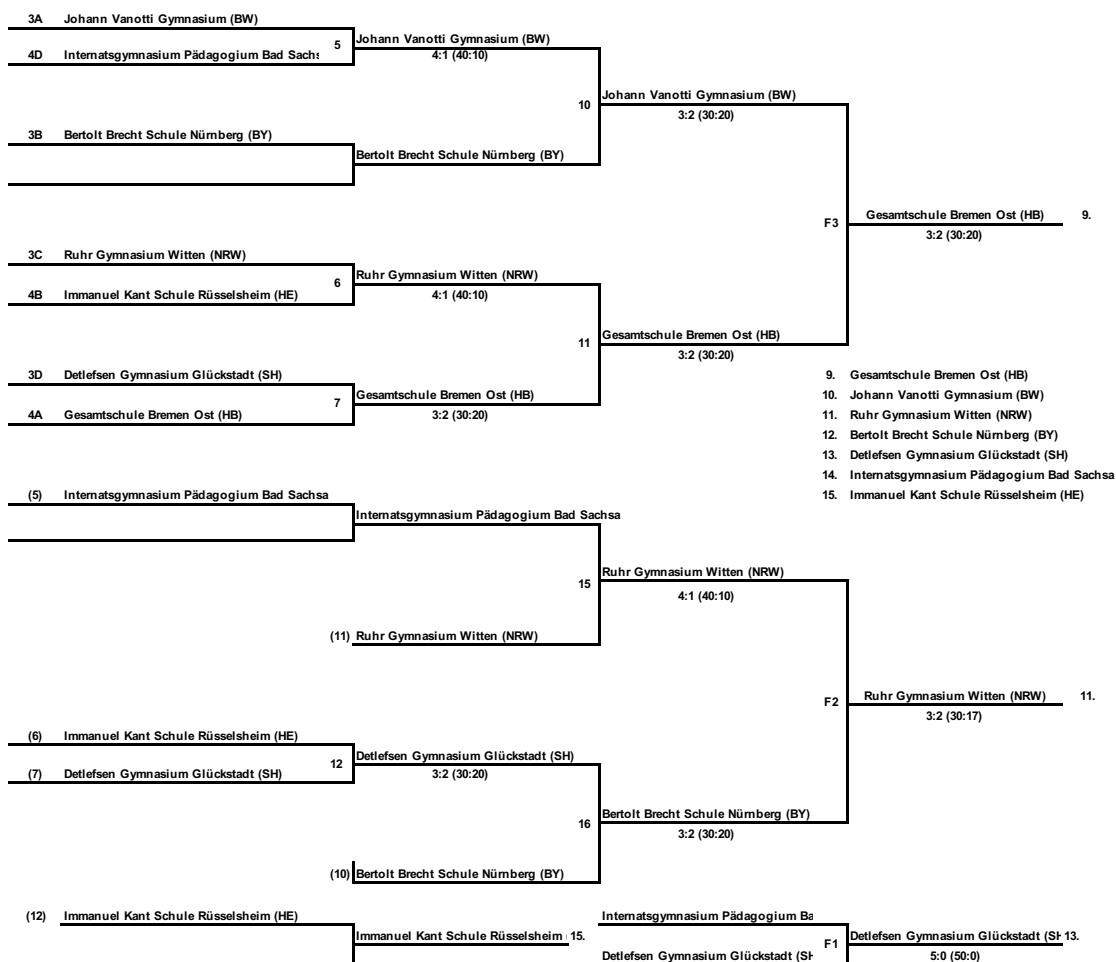 3A Johann Vanotti Gymnasium (BW)
5 Johann Vanotti Gymnasium (BW)
4D Internatsgymnasium Pädagogium Bad Sachs
4:1 (40:10)
10 Johann Vanotti Gymnasium (BW)
3:2 (30:20)
3B Bertolt Brecht Schule Nürnberg (BY)
Bertolt Brecht Schule Nürnberg (BY)
F3 Gesamtschule Bremen Ost (HB) 9.
3:2 (30:20)
3C Ruhr Gymnasium Witten (NRW)
6 Ruhr Gymnasium Witten (NRW)
4B Immanuel Kant Schule Rüsselsheim (HE)
4:1 (40:10)
11 Gesamtschule Bremen Ost (HB)
3:2 (30:20)
3D Detlefsen Gymnasium Glückstadt (SH)
7 Gesamtschule Bremen Ost (HB)
4A Gesamtschule Bremen Ost (HB)
3:2 (30:20)
9. Gesamtschule Bremen Ost (HB)
10. Johann Vanotti Gymnasium (BW)
11. Ruhr Gymnasium Witten (NRW)
12. Bertolt Brecht Schule Nürnberg (BY)
13. Detlefsen Gymnasium Glückstadt (SH)
14. Internatsgymnasium Pädagogium Bad Sachsa
15. Immanuel Kant Schule Rüsselsheim (HE)
(5) Internatsgymnasium Pädagogium Bad Sachsa
Internatsgymnasium Pädagogium Bad Sachsa
15 Ruhr Gymnasium Witten (NRW)
4:1 (40:10)
(11) Ruhr Gymnasium Witten (NRW)
F2 Ruhr Gymnasium Witten (NRW) 11.
3:2 (30:17)
(6) Immanuel Kant Schule Rüsselsheim (HE)
12 Detlefsen Gymnasium Glückstadt (SH)
(7) Detlefsen Gymnasium Glückstadt (SH)
3:2 (30:20)
16 Bertolt Brecht Schule Nürnberg (BY)
3:2 (30:20)
(10) Bertolt Brecht Schule Nürnberg (BY)
(12) Immanuel Kant Schule Rüsselsheim (HE)
Immanuel Kant Schule Rüsselsheim 15.
Internatsgymnasium Pädagogium Ba
F1 Detlefsen Gymnasium Glückstadt (SH 13.
Detlefsen Gymnasium Glückstadt (SH
5:0 (50:0)